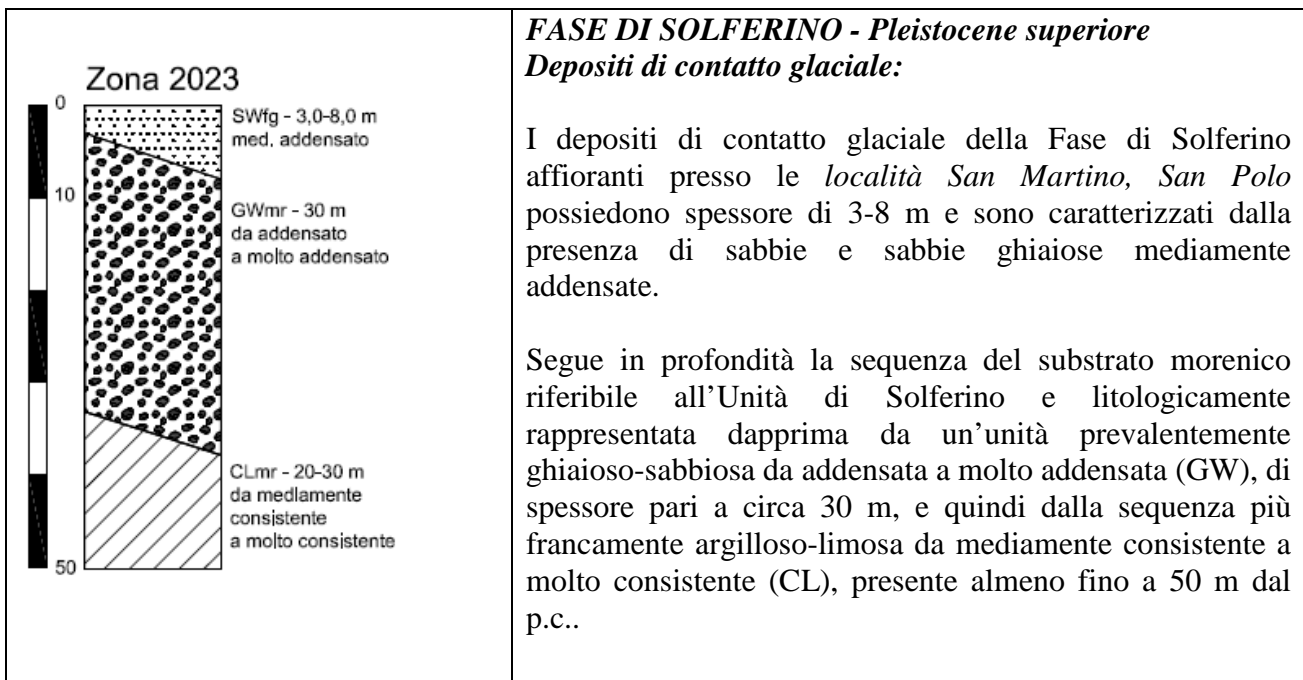 Zona 2023
0
10
50
SWfg - 3,0-8,0 m
med. addensato
GWmr - 30 m
da addensato
a molto addensato
CLmr - 20-30 m
da mediamente
consistente
a molto consistente
FASE DI SOLFERINO - Pleistocene superiore
Depositi di contatto glaciale:
I depositi di contatto glaciale della Fase di Solferino
affioranti presso le località San Martino, San Polo
possiedono spessore di 3-8 m e sono caratterizzati dalla
presenza di sabbie e sabbie ghiaiose mediamente
addensate.
Segue in profondità la sequenza del substrato morenico
riferibile all’Unità di Solferino e litologicamente
rappresentata dapprima da un’unità prevalentemente
ghiaioso-sabbiosa da addensata a molto addensata (GW), di
spessore pari a circa 30 m, e quindi dalla sequenza più
francamente argilloso-limosa da mediamente consistente a
molto consistente (CL), presente almeno fino a 50 m dal
p.c..